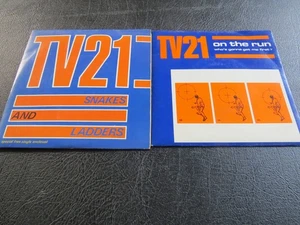 TV21
SNAKES
AND
LADDERS
TV21
on the run
who's gonna get me first?